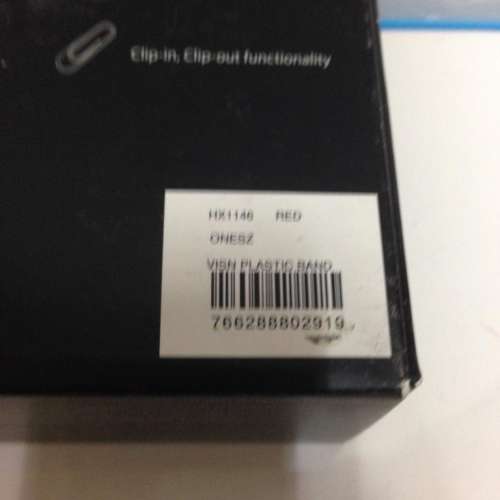 Clip-in, Clip-out functionality
HX1146 RED
ONESZ
VISN PLASTIC BAND
766288802919